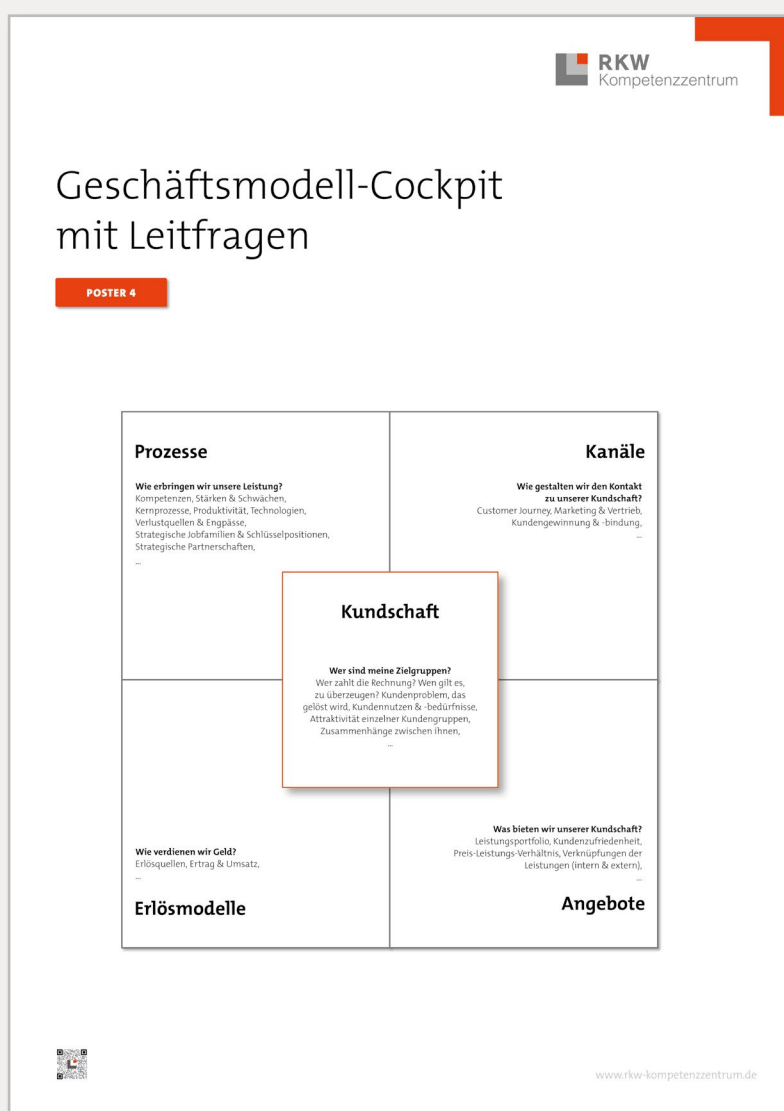 RKW
Kompetenzzentrum
Geschäftsmodell-Cockpit
mit Leitfragen
POSTER 4
Prozesse
Wie erbringen wir unsere Leistung?
Kompetenzen, Stärken & Schwächen,
Kernprozesse, Produktivität, Technologien,
Verlustquellen & Engpässe,
Strategische Jobfamilien & Schlüsselpositionen,
Strategische Partnerschaften,
...
Kanäle
Wie gestalten wir den Kontakt
zu unserer Kundschaft?
Customer Journey, Marketing & Vertrieb,
Kundengewinnung & -bindung,
...
Kundschaft
Wer sind meine Zielgruppen?
Wer zahlt die Rechnung? Wen gilt es,
zu überzeugen? Kundenproblem, das
gelöst wird, Kundennutzen & -bedürfnisse,
Attraktivität einzelner Kundengruppen,
Zusammenhänge zwischen ihnen,
...
Wie verdienen wir Geld?
Erlösquellen, Ertrag & Umsatz,
...
Erlösmodelle
Was bieten wir unserer Kundschaft?
Leistungsportfolio, Kundenzufriedenheit,
Preis-Leistungs-Verhältnis, Verknüpfungen der
Leistungen (intern & extern),
...
Angebote
www.rkw-kompetenzzentrum.de